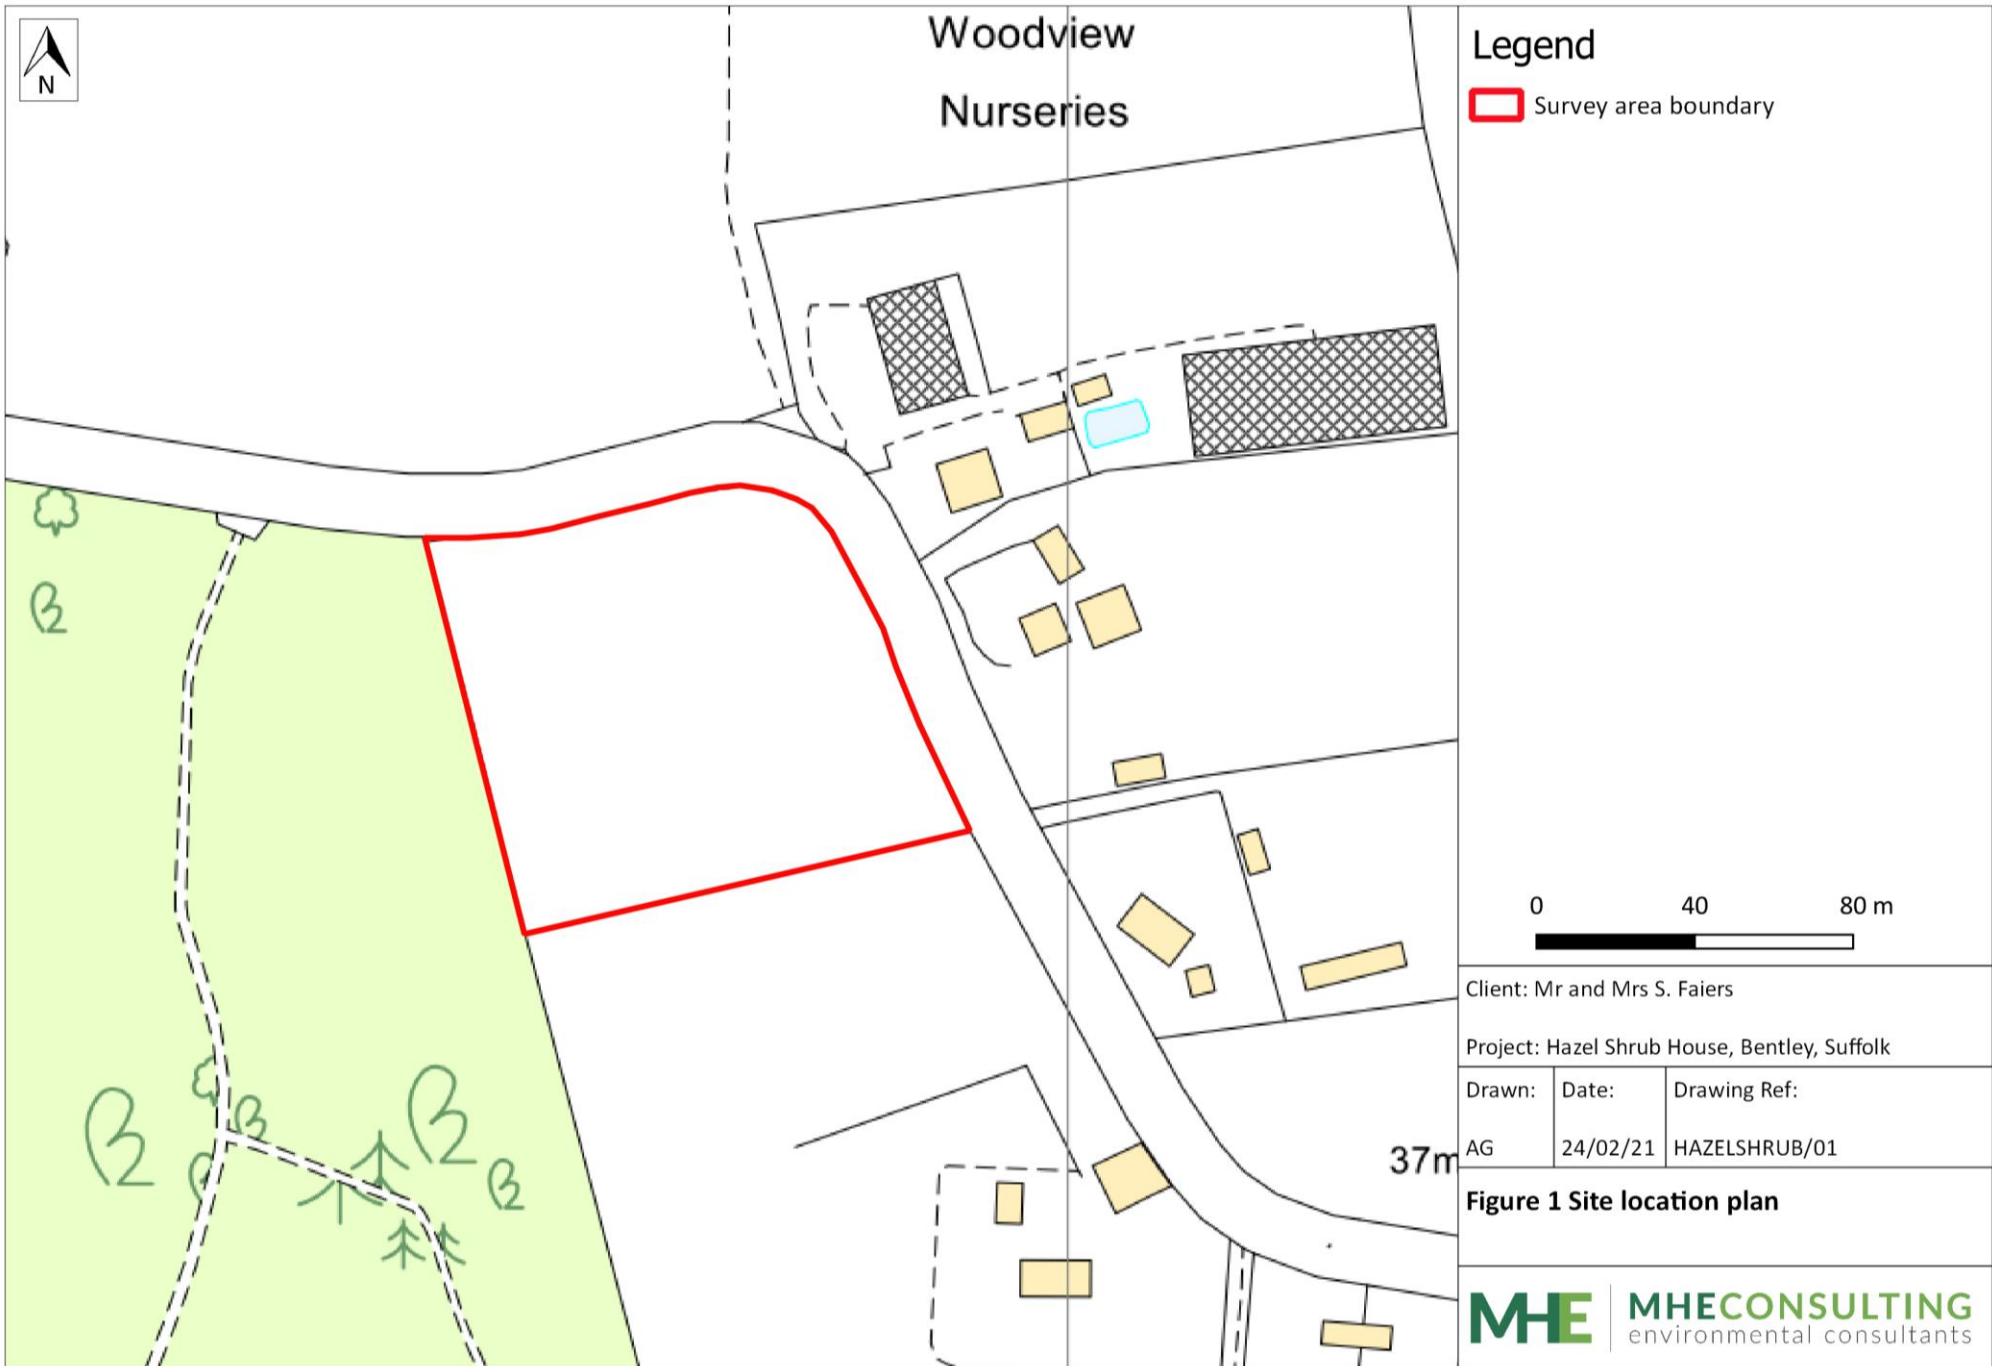 N
Woodview
Nurseries
37m
Legend
Survey area boundary
0 40 80 m
Client: Mr and Mrs S. Faiers
Project: Hazel Shrub House, Bentley, Suffolk
Drawn: Date: Drawing Ref:
AG 24/02/21 HAZELSHRUB/01
Figure 1 Site location plan
MHE MHECONSULTING
environmental consultants